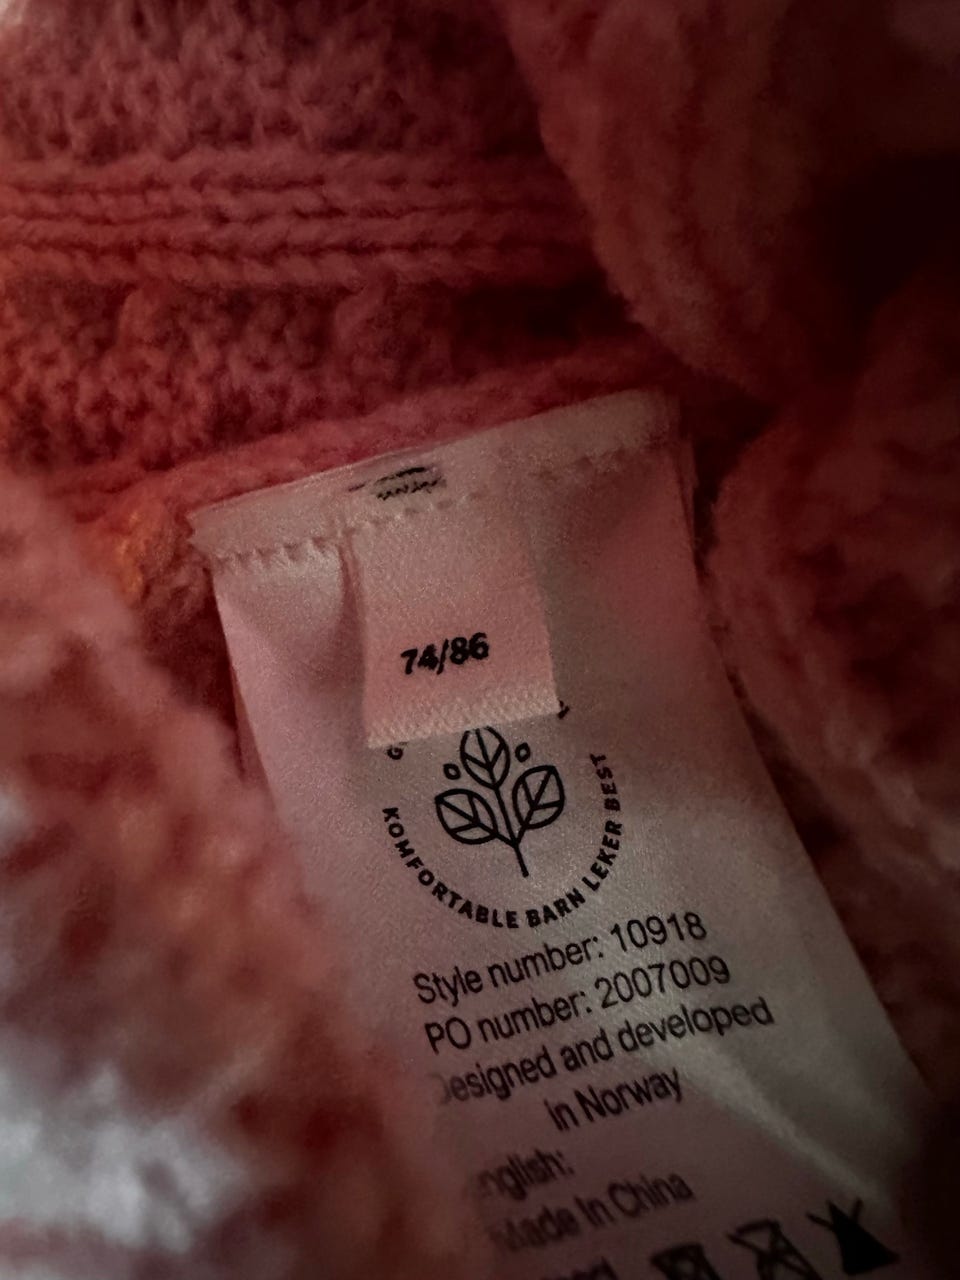 74/86
KOMFORTABLE BARN LEKER BEST
Style number: 10918
PO number: 2007009
Designed and developed
in Norway
English:
Made In China